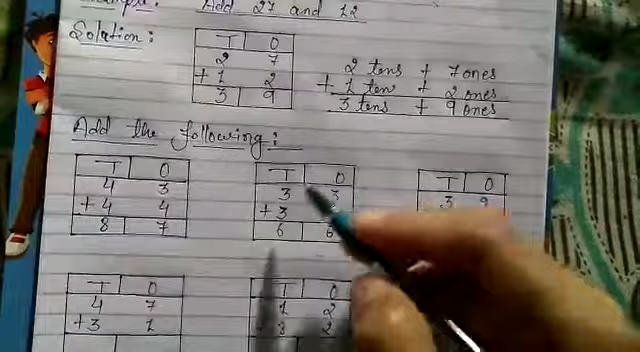 Add 27 and 12
Solution:
T O
2 7
+ 1 2
3 9
2 tens + 7 ones
+ 1 ten + 2 ones
3 tens + 9 ones
Add the following:
T O
4 3
+ 4 4
8 7
T O
3 3
+ 3
6 6
T O
3 9
T O
4 7
+ 3 1
T O
1 2
3 2